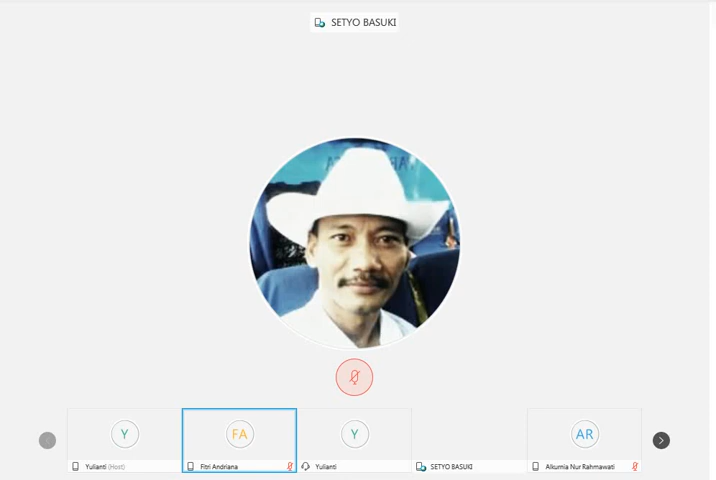 SETYO BASUKI
Y
FA
Y
AR
Yulianti (Host)
Fitri Andriana
Yulianti
SETYO BASUKI
Alkurnia Nur Rahmawati